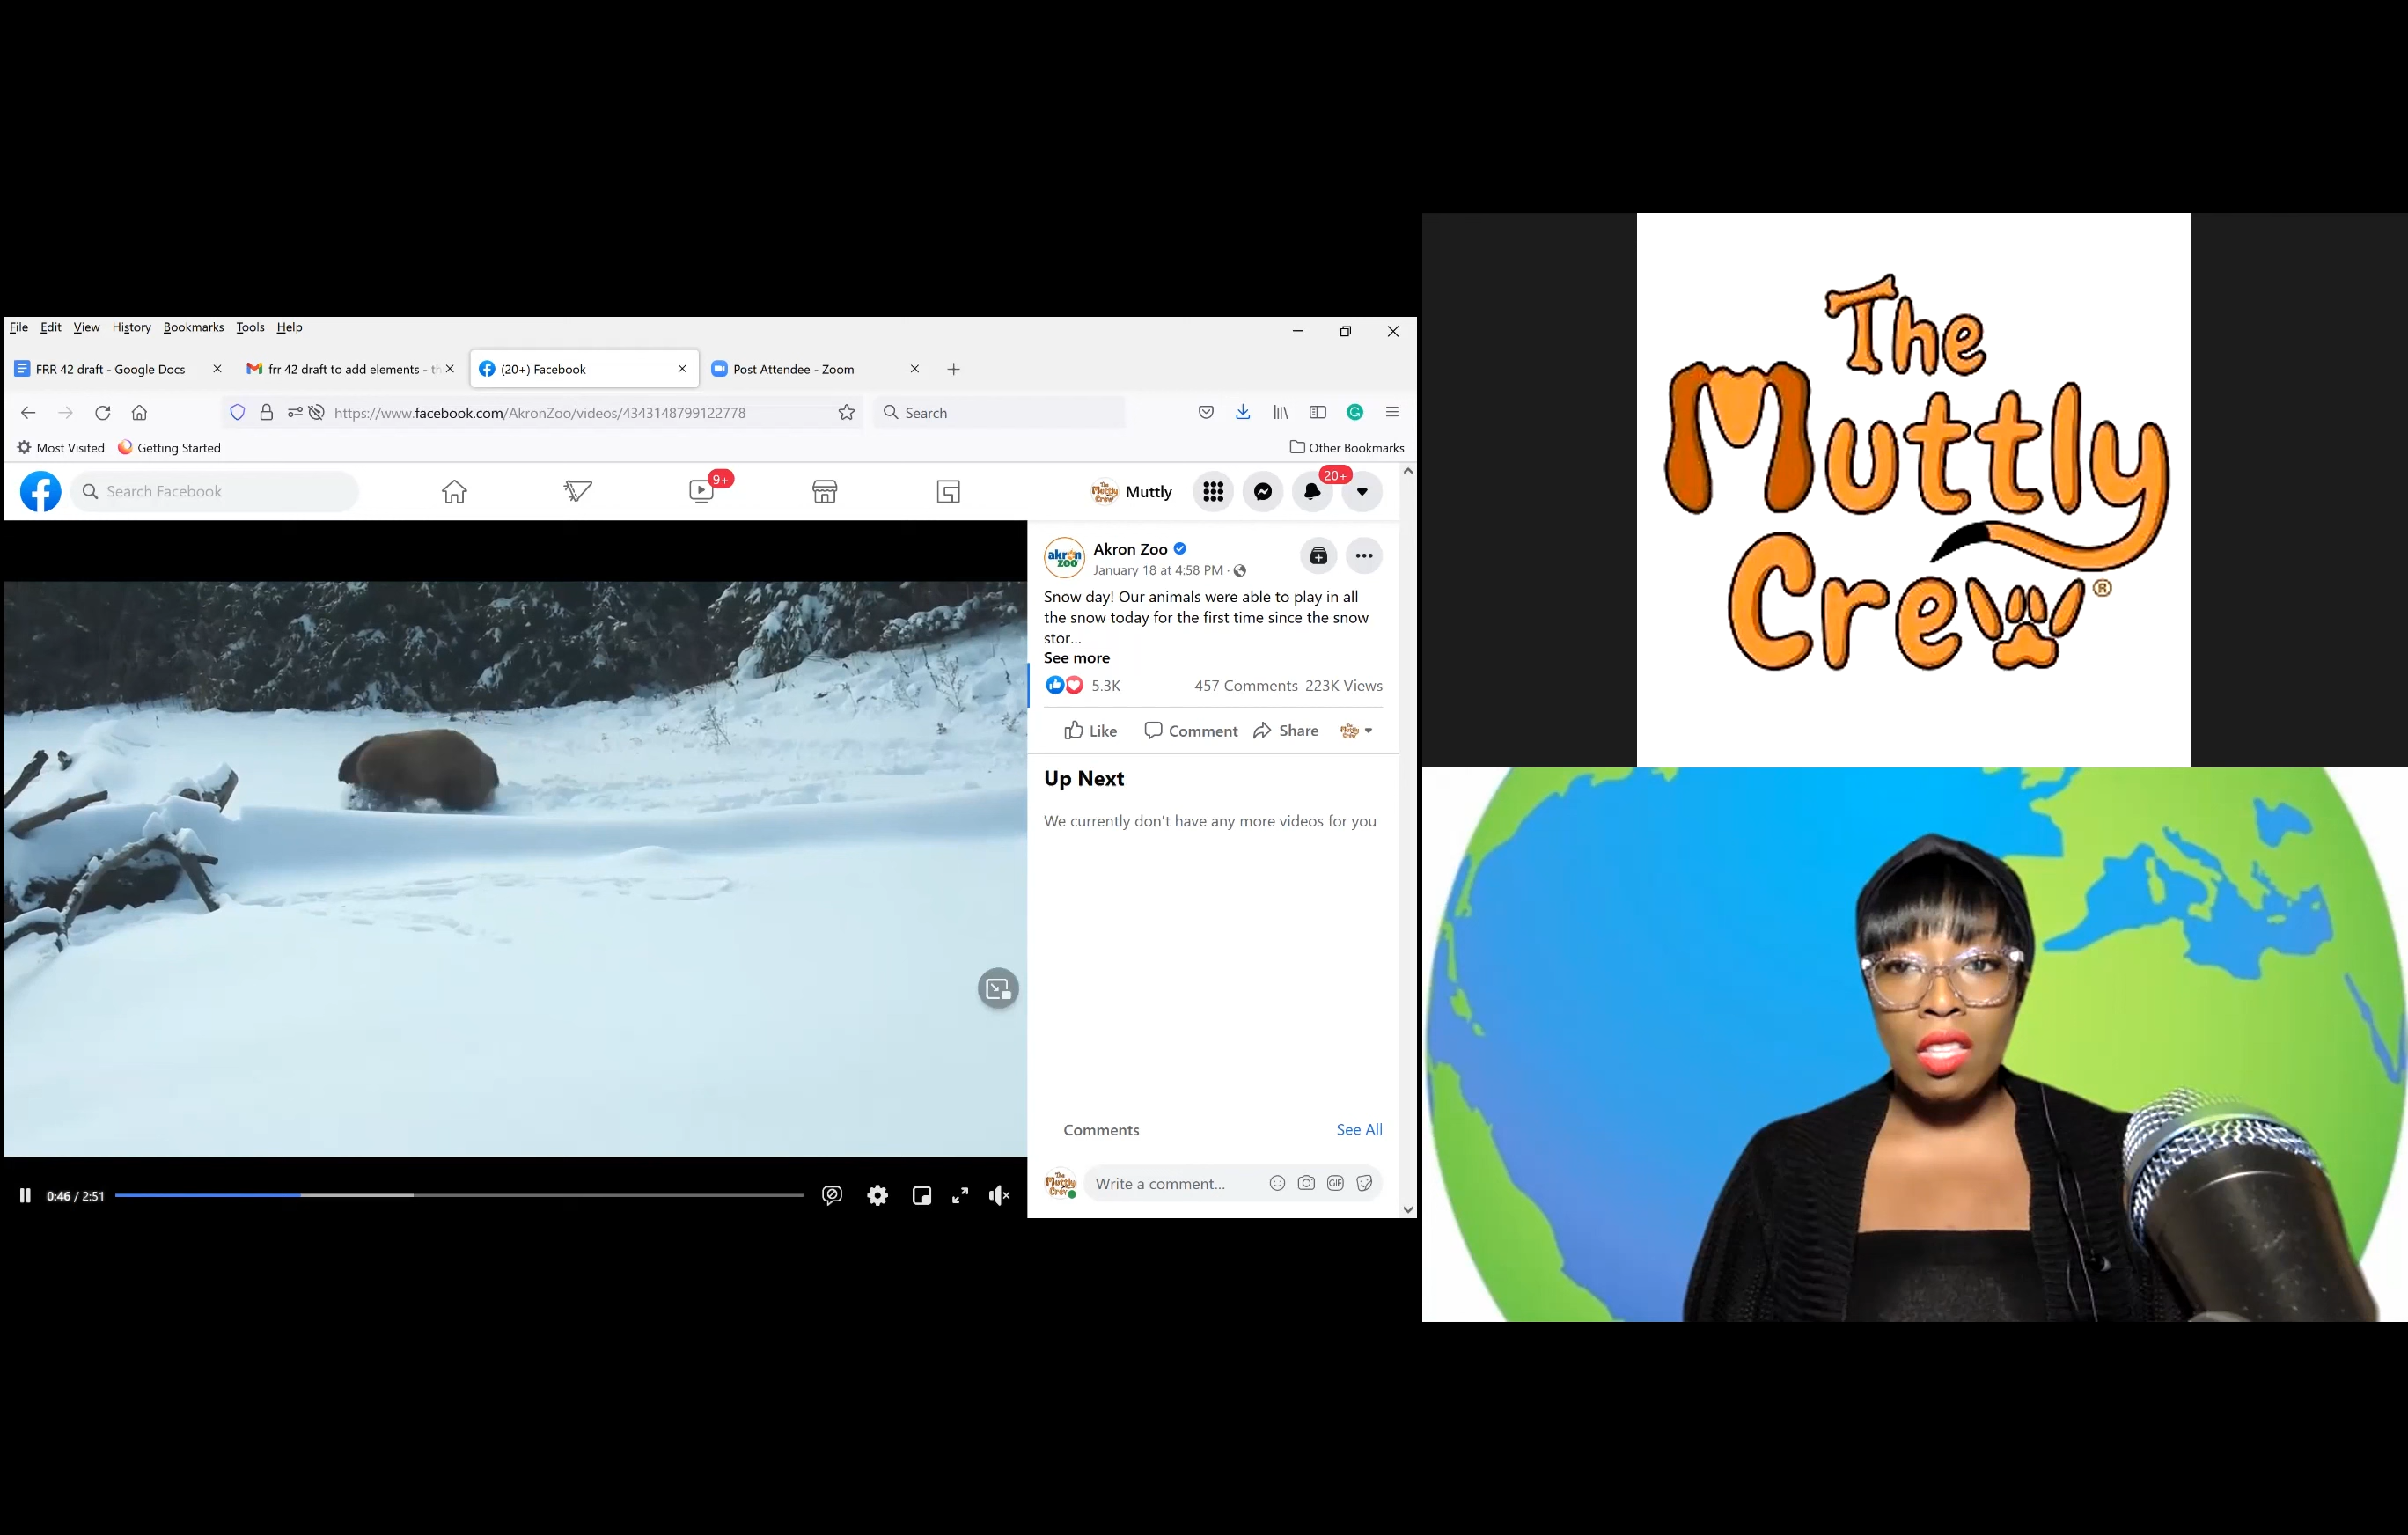 File Edit View History Bookmarks Tools Help
FRR 42 draft - Google Docs
frr 42 draft to add elements - th
(20+) Facebook
Post Attendee - Zoom
https://www.facebook.com/AkronZoo/videos/4343148799122778
Search
Most Visited Getting Started
Other Bookmarks
Search Facebook
9+
Muttly
20+
akron zoo
Akron Zoo
January 18 at 4:58 PM ·
Snow day! Our animals were able to play in all
the snow today for the first time since the snow
stor...
See more
5.3K 457 Comments 223K Views
Like Comment Share
Up Next
We currently don't have any more videos for you
Comments See All
Write a comment... GIF
0:46 / 2:51
The
Muttly
Crew®